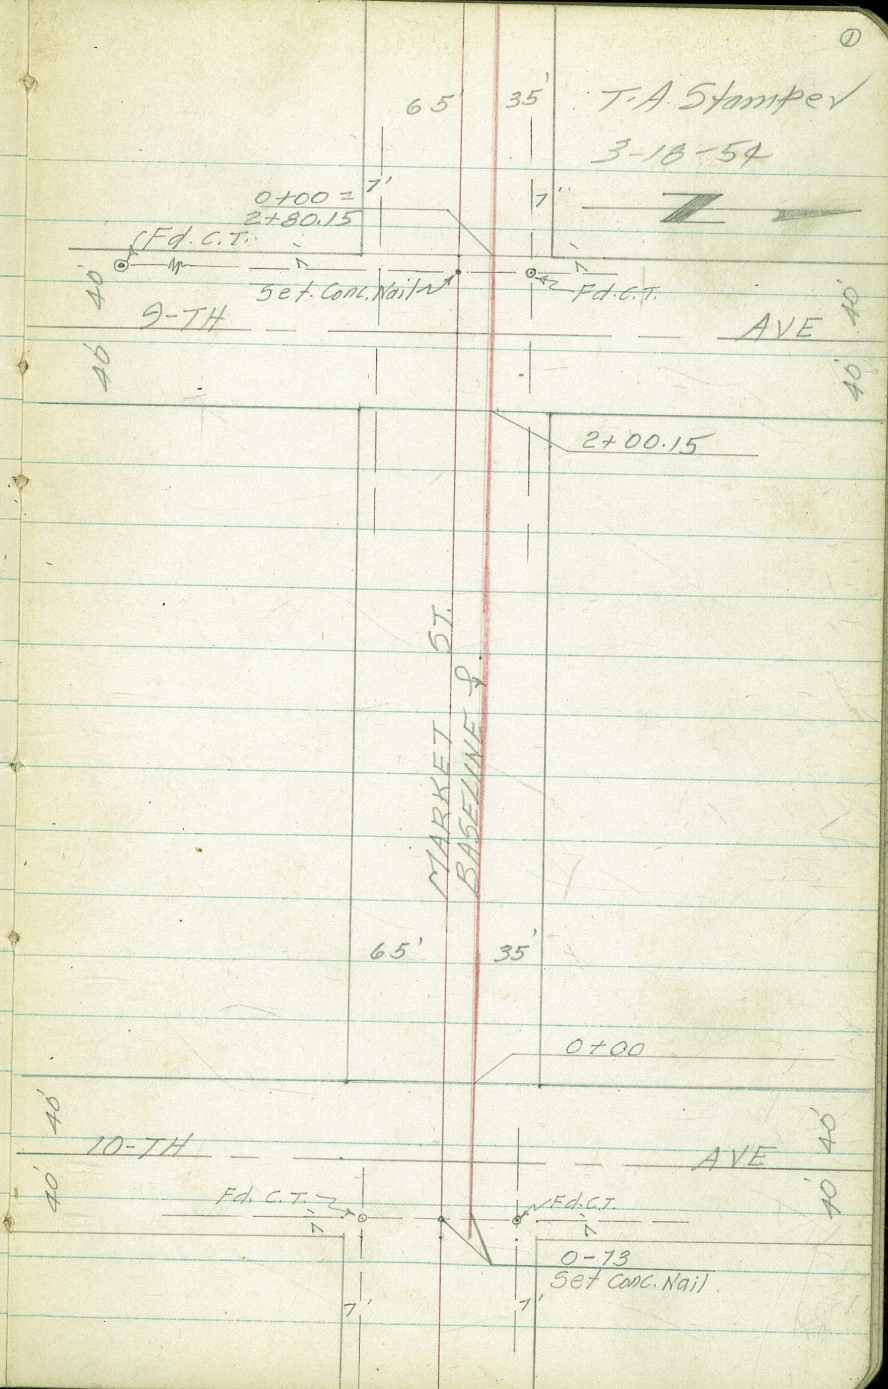 1
T.A. Stamper
3-18-54
65' 35'
7' 7'
0+00 =
2+80.15
Fd. C.T. 7' 7'
Set. Conc. Nail Fd. C.T.
40' 40'
9-TH AVE
40' 40'
2+00.15
MARKET ST.
BASELINE &
65' 35'
0+00
40' 40'
10-TH AVE
40' 40'
Fd. C.T. Fd. C.T.
7' 7'
0-73
Set Conc. Nail
7' 7'